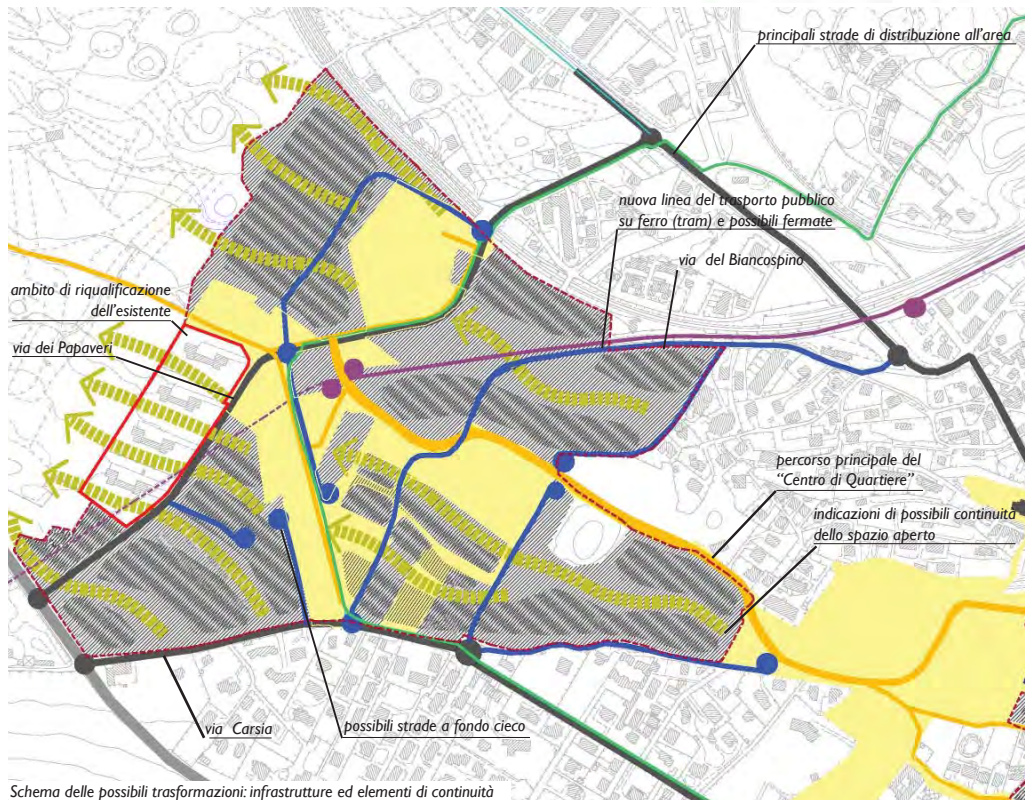 principali strade di distribuzione all'area
nuova linea del trasporto pubblico
su ferro (tram) e possibili fermate
via del Biancospino
ambito di riqualificazione
dell'esistente
via dei Papaveri
percorso principale del
"Centro di Quartiere"
indicazioni di possibili continuità
dello spazio aperto
via Carsia
possibili strade a fondo cieco
Schema delle possibili trasformazioni: infrastrutture ed elementi di continuità